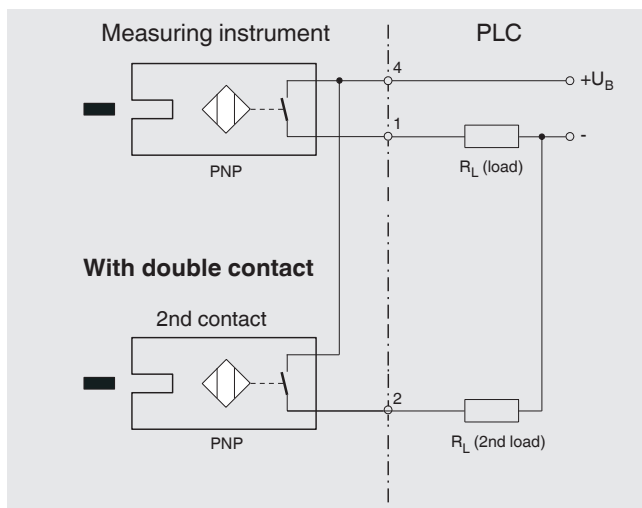 Measuring instrument
PLC
4
+U_B
1
-
PNP
R_L (load)
With double contact
2nd contact
2
PNP
R_L (2nd load)